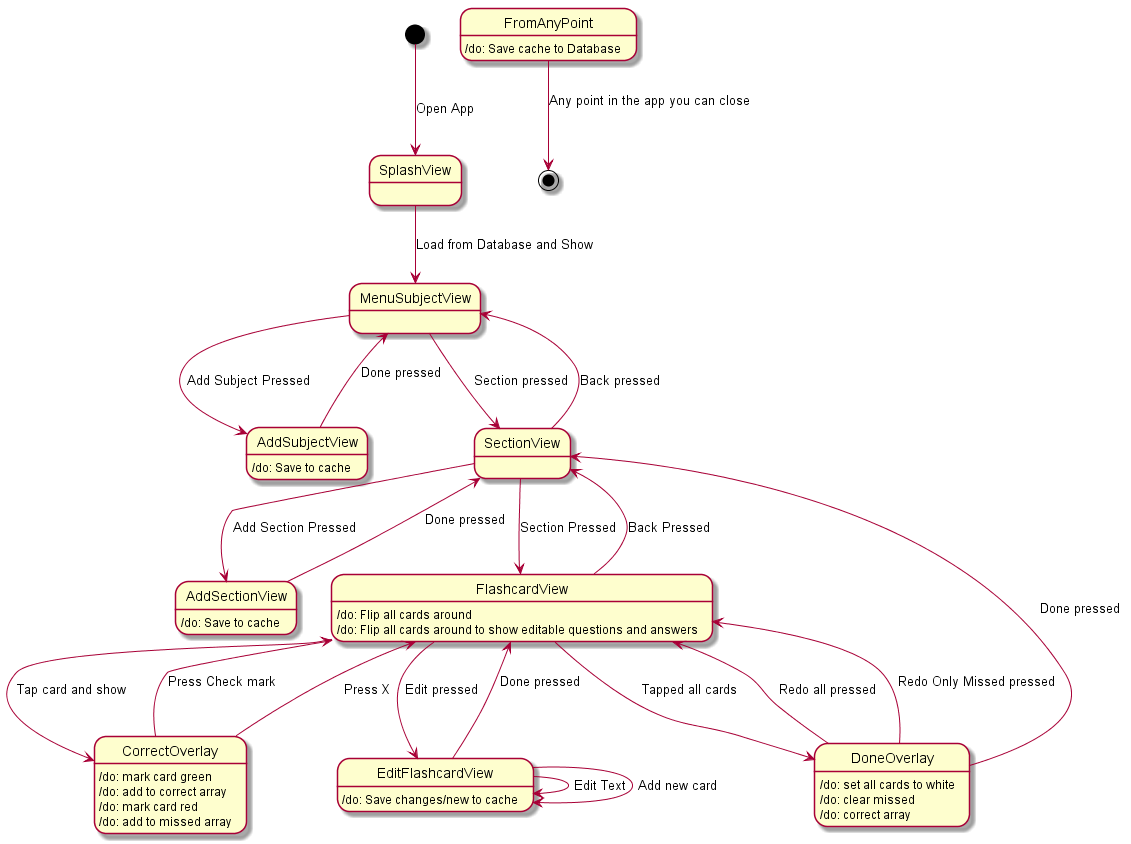 FromAnyPoint
/do: Save cache to Database
Open App
Any point in the app you can close
SplashView
Load from Database and Show
MenuSubjectView
Add Subject Pressed
Done pressed
Section pressed
Back pressed
AddSubjectView
/do: Save to cache
SectionView
Add Section Pressed
Done pressed
Section Pressed
Back Pressed
Done pressed
AddSectionView
/do: Save to cache
FlashcardView
/do: Flip all cards around
/do: Flip all cards around to show editable questions and answers
Tap card and show
Press Check mark
Press X
Edit pressed
Done pressed
Tapped all cards
Redo all pressed
Redo Only Missed pressed
CorrectOverlay
/do: mark card green
/do: add to correct array
/do: mark card red
/do: add to missed array
EditFlashcardView
/do: Save changes/new to cache
Edit Text
Add new card
DoneOverlay
/do: set all cards to white
/do: clear missed
/do: correct array